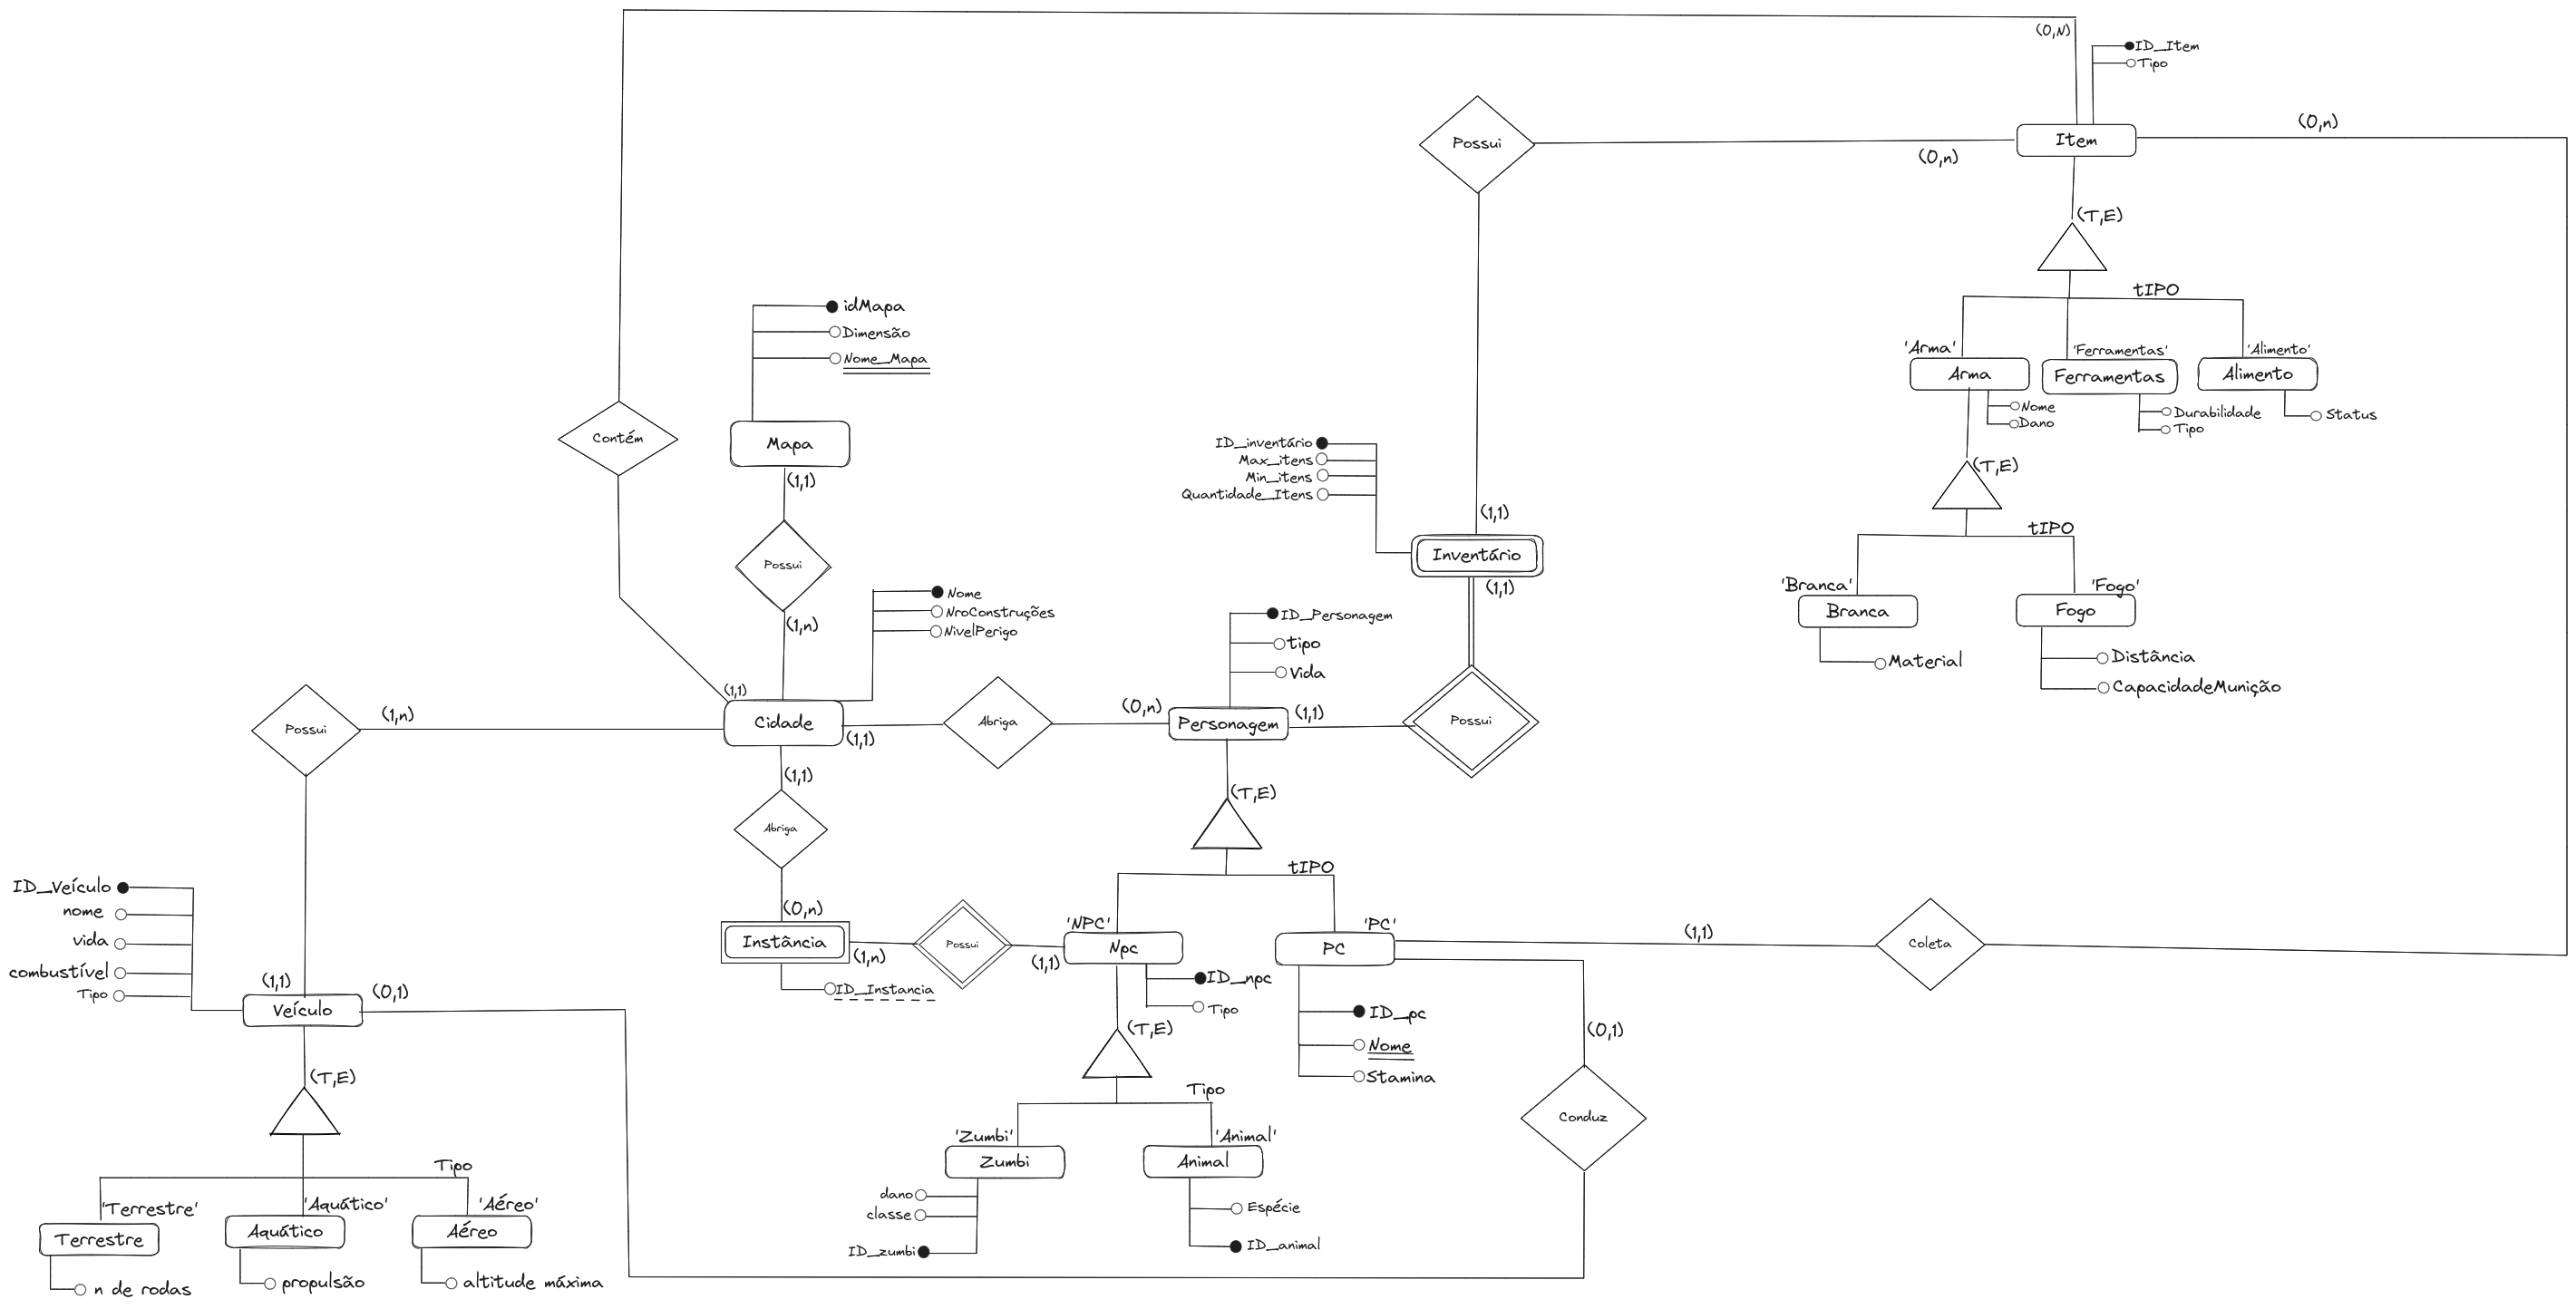 (0,N)
ID_Item
Tipo
(0,n)
Possui
Item
(0,n)
(T,E)
tIPO
'Arma'
'Ferramentas'
'Alimento'
Arma
Ferramentas
Alimento
Nome
Dano
Durabilidade
Tipo
Status
(T,E)
tIPO
'Branca'
'Fogo'
Branca
Fogo
Material
Distância
CapacidadeMunição
idMapa
Dimensão
Nome_Mapa
Contém
Mapa
(1,1)
Possui
(1,n)
ID_inventário
Max_itens
Min_itens
Quantidade_Itens
(1,1)
Inventário
(1,1)
Nome
NroConstruções
NivelPerigo
ID_Personagem
tipo
Vida
(1,1)
Possui
(1,n)
Cidade
(1,1)
Abriga
(0,n)
Personagem
(1,1)
Possui
(1,1)
Abriga
(0,n)
(T,E)
tIPO
'NPC'
'PC'
Instância
(1,n)
Possui
(1,1)
Npc
PC
(1,1)
Coleta
ID_Instancia
ID_npc
Tipo
ID_pc
Nome
Stamina
(0,1)
Conduz
(T,E)
Tipo
'Zumbi'
'Animal'
Zumbi
Animal
dano
classe
ID_zumbi
Espécie
ID_animal
ID_Veículo
nome
vida
combustível
Tipo
(1,1)
(0,1)
Veículo
(T,E)
Tipo
'Terrestre'
'Aquático'
'Aéreo'
Terrestre
Aquático
Aéreo
n de rodas
propulsão
altitude máxima